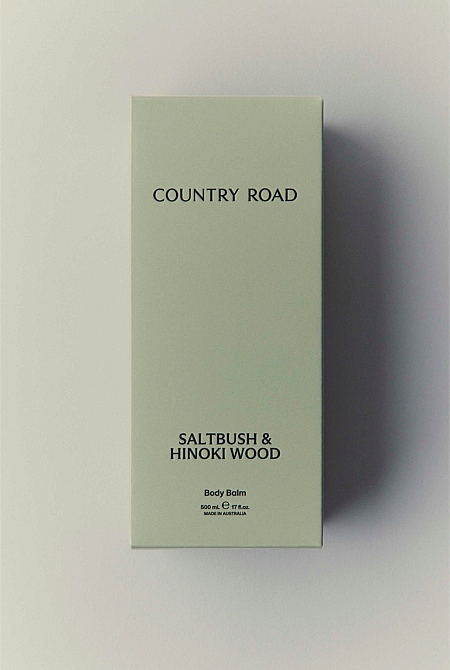 COUNTRY ROAD
SALTBUSH &
HINOKI WOOD
Body Balm
500 mL ℮ 17 fl.oz.
MADE IN AUSTRALIA